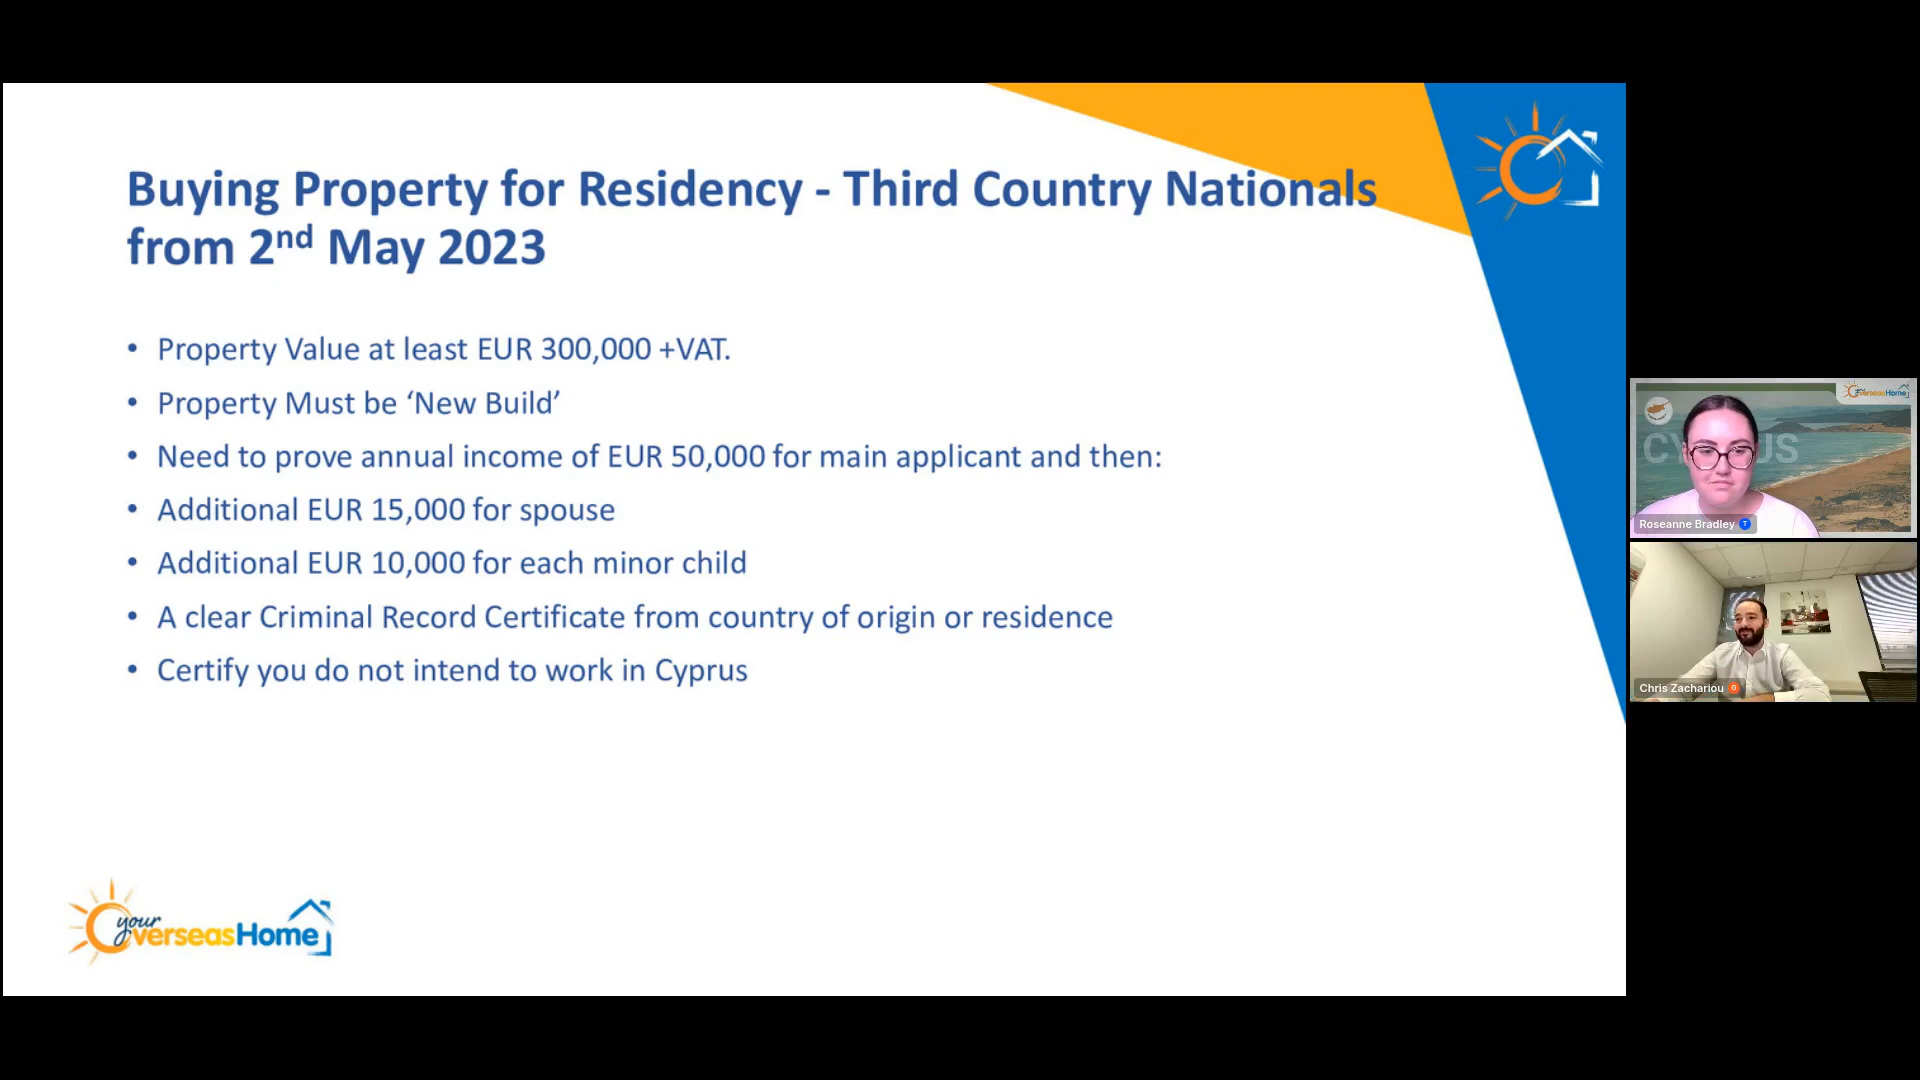 Buying Property for Residency - Third Country Nationals
from 2nd May 2023
• Property Value at least EUR 300,000 +VAT.
• Property Must be ‘New Build’
• Need to prove annual income of EUR 50,000 for main applicant and then:
• Additional EUR 15,000 for spouse
• Additional EUR 10,000 for each minor child
• A clear Criminal Record Certificate from country of origin or residence
• Certify you do not intend to work in Cyprus
your
OverseasHome
OverseasHome
CYPRUS
Roseanne Bradley T
Chris Zachariou